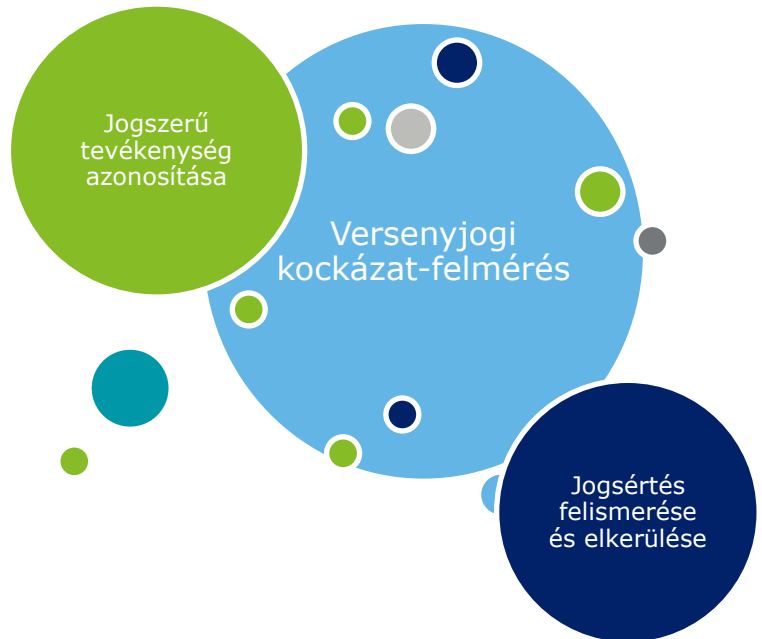 Jogszerű
tevékenység
azonosítása
Versenyjogi
kockázat-felmérés
Jogsértés
felismerése
és elkerülése